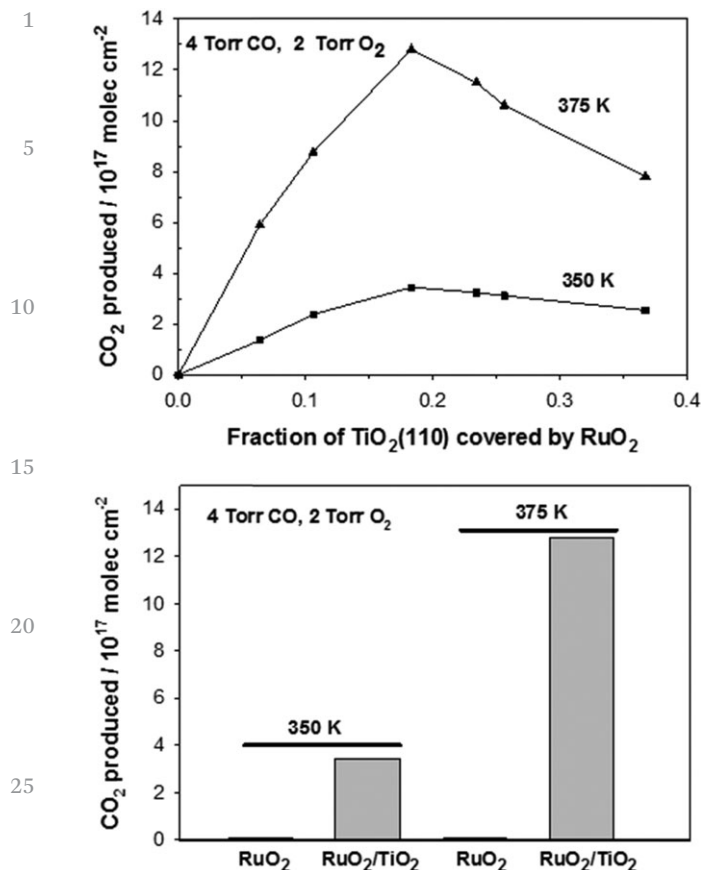 1
5
10
15
20
25
4 Torr CO, 2 Torr O2
375 K
350 K
CO2 produced / 10^17 molec cm^-2
14
12
10
8
6
4
2
0
0.0 0.1 0.2 0.3 0.4
Fraction of TiO2(110) covered by RuO2
4 Torr CO, 2 Torr O2
375 K
350 K
CO2 produced / 10^17 molec cm^-2
14
12
10
8
6
4
2
0
RuO2 RuO2/TiO2 RuO2 RuO2/TiO2